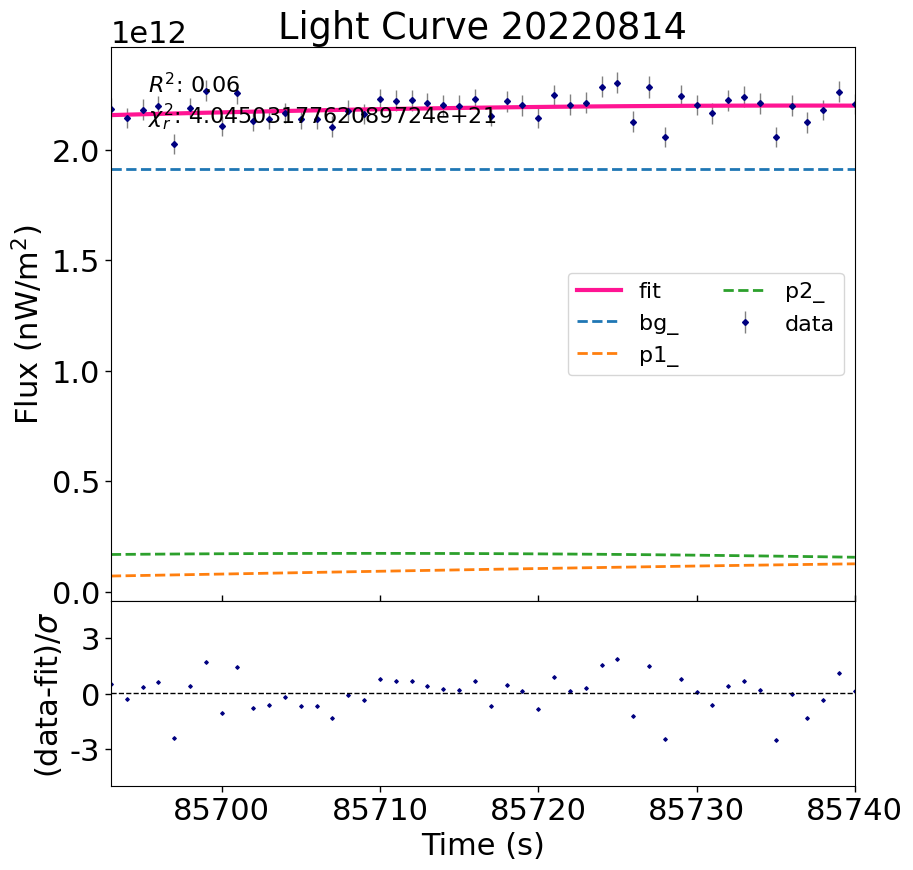 Light Curve 20220814
1e12
R²: 0.06
χ²ᵣ: 4.0450317762089724e+21
Flux (nW/m²)
2.0
1.5
1.0
0.5
0.0
fit
bg_
p1_
p2_
data
(data-fit)/σ
3
0
-3
85700 85710 85720 85730 85740
Time (s)